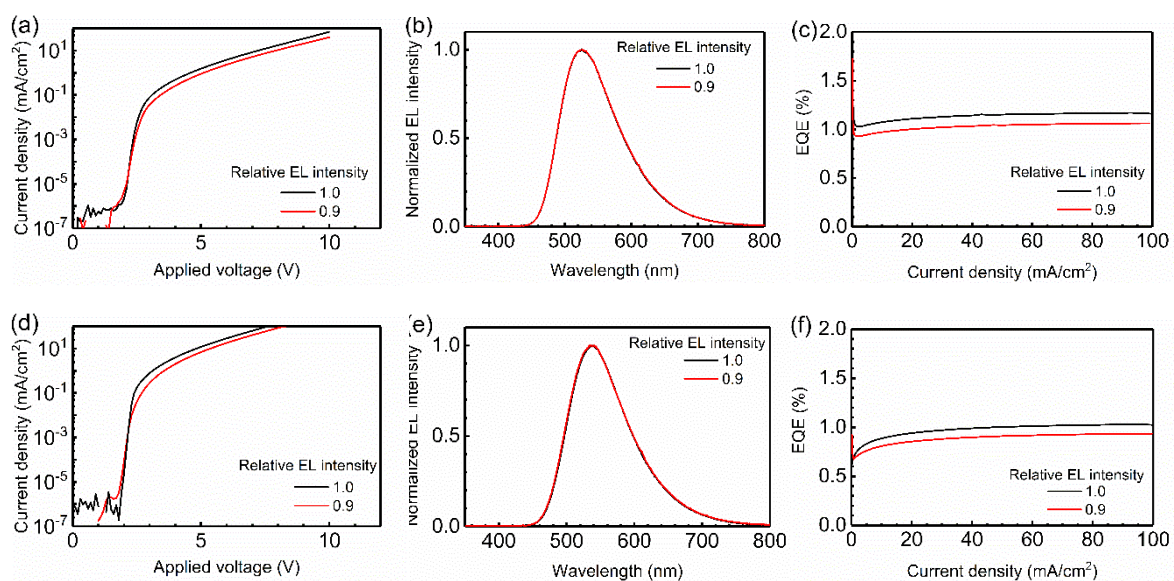 (a)
Current density (mA/cm²)
10¹
10⁻¹
10⁻³
10⁻⁵
10⁻⁷
0
5
10
Applied voltage (V)
Relative EL intensity
1.0
0.9
(b)
Normalized EL intensity
1.0
0.5
0.0
400
500
600
700
800
Wavelength (nm)
Relative EL intensity
1.0
0.9
(c)
EQE (%)
2.0
1.5
1.0
0.5
0.0
0
20
40
60
80
100
Current density (mA/cm²)
Relative EL intensity
1.0
0.9
(d)
Current density (mA/cm²)
10¹
10⁻¹
10⁻³
10⁻⁵
10⁻⁷
0
5
10
Applied voltage (V)
Relative EL intensity
1.0
0.9
(e)
Normalized EL intensity
1.0
0.5
0.0
400
500
600
700
800
Wavelength (nm)
Relative EL intensity
1.0
0.9
(f)
EQE (%)
2.0
1.5
1.0
0.5
0.0
0
20
40
60
80
100
Current density (mA/cm²)
Relative EL intensity
1.0
0.9